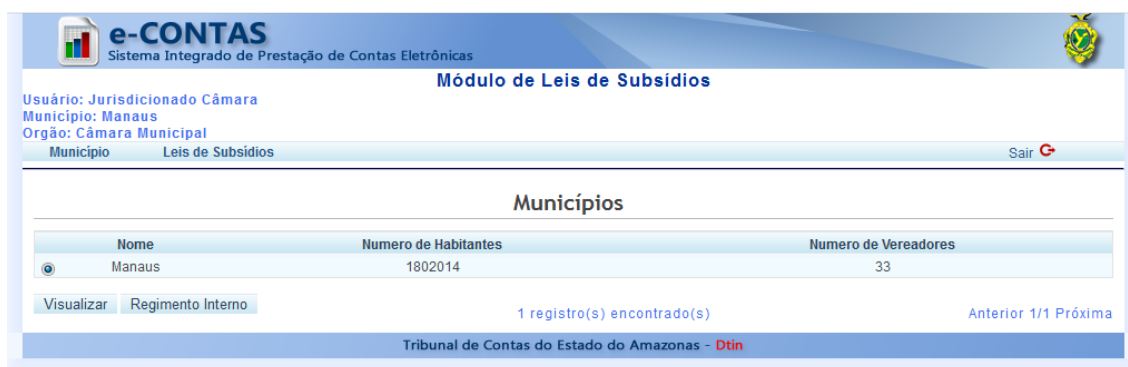 e-CONTAS
Sistema Integrado de Prestação de Contas Eletrônicas
Módulo de Leis de Subsídios
Usuário: Jurisdicionado Câmara
Município: Manaus
Orgão: Câmara Municipal
Município Leis de Subsídios Sair
Municípios
Nome Numero de Habitantes Numero de Vereadores
Manaus 1802014 33
Visualizar Regimento Interno
1 registro(s) encontrado(s) Anterior 1/1 Próxima
Tribunal de Contas do Estado do Amazonas - Dtin